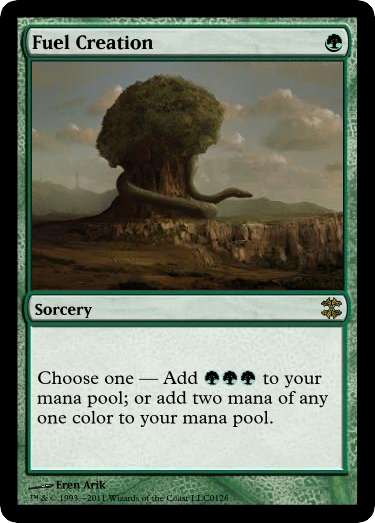 Fuel Creation
Sorcery
Choose one — Add to your
mana pool; or add two mana of any
one color to your mana pool.
Eren Arik
™ & © 1993–2011 Wizards of the Coast LLC 0126